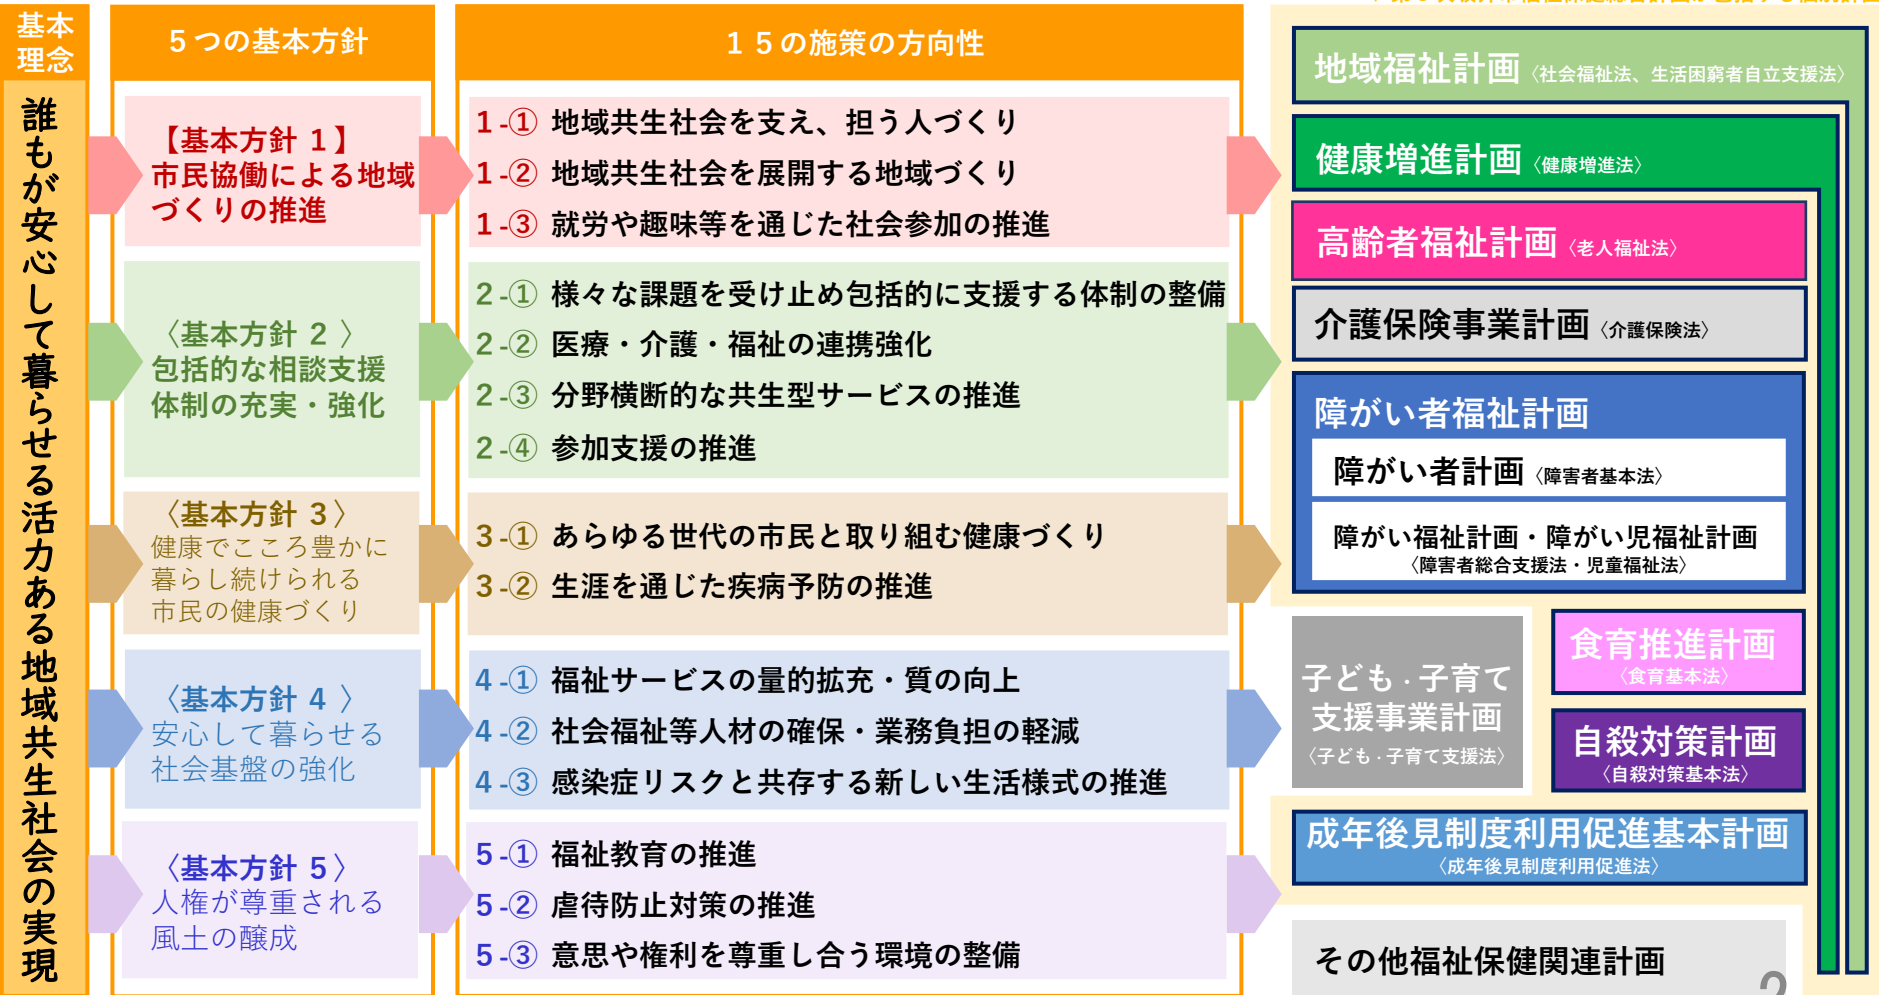 基本
理念
誰もが安心して暮らせる活力ある地域共生社会の実現
5つの基本方針
【基本方針 1】
市民協働による地域
づくりの推進
〈基本方針 2 〉
包括的な相談支援
体制の充実・強化
〈基本方針 3〉
健康でこころ豊かに
暮らし続けられる
市民の健康づくり
〈基本方針 4 〉
安心して暮らせる
社会基盤の強化
〈基本方針 5〉
人権が尊重される
風土の醸成
15の施策の方向性
1-① 地域共生社会を支え、担う人づくり
1-② 地域共生社会を展開する地域づくり
1-③ 就労や趣味等を通じた社会参加の推進
2-① 様々な課題を受け止め包括的に支援する体制の整備
2-② 医療・介護・福祉の連携強化
2-③ 分野横断的な共生型サービスの推進
2-④ 参加支援の推進
3-① あらゆる世代の市民と取り組む健康づくり
3-② 生涯を通じた疾病予防の推進
4-① 福祉サービスの量的拡充・質の向上
4-② 社会福祉等人材の確保・業務負担の軽減
4-③ 感染症リスクと共存する新しい生活様式の推進
5-① 福祉教育の推進
5-② 虐待防止対策の推進
5-③ 意思や権利を尊重し合う環境の整備
地域福祉計画〈社会福祉法、生活困窮者自立支援法〉
健康増進計画〈健康増進法〉
高齢者福祉計画〈老人福祉法〉
介護保険事業計画〈介護保険法〉
障がい者福祉計画
障がい者計画〈障害者基本法〉
障がい福祉計画・障がい児福祉計画
〈障害者総合支援法・児童福祉法〉
子ども・子育て
支援事業計画
〈子ども・子育て支援法〉
食育推進計画
〈食育基本法〉
自殺対策計画
〈自殺対策基本法〉
成年後見制度利用促進基本計画
〈成年後見制度利用促進法〉
その他福祉保健関連計画